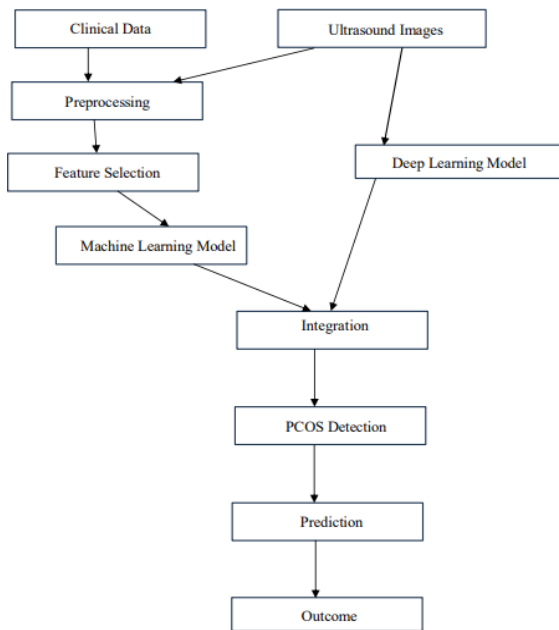 Clinical Data
Ultrasound Images
Preprocessing
Deep Learning Model
Feature Selection
Machine Learning Model
Integration
PCOS Detection
Prediction
Outcome